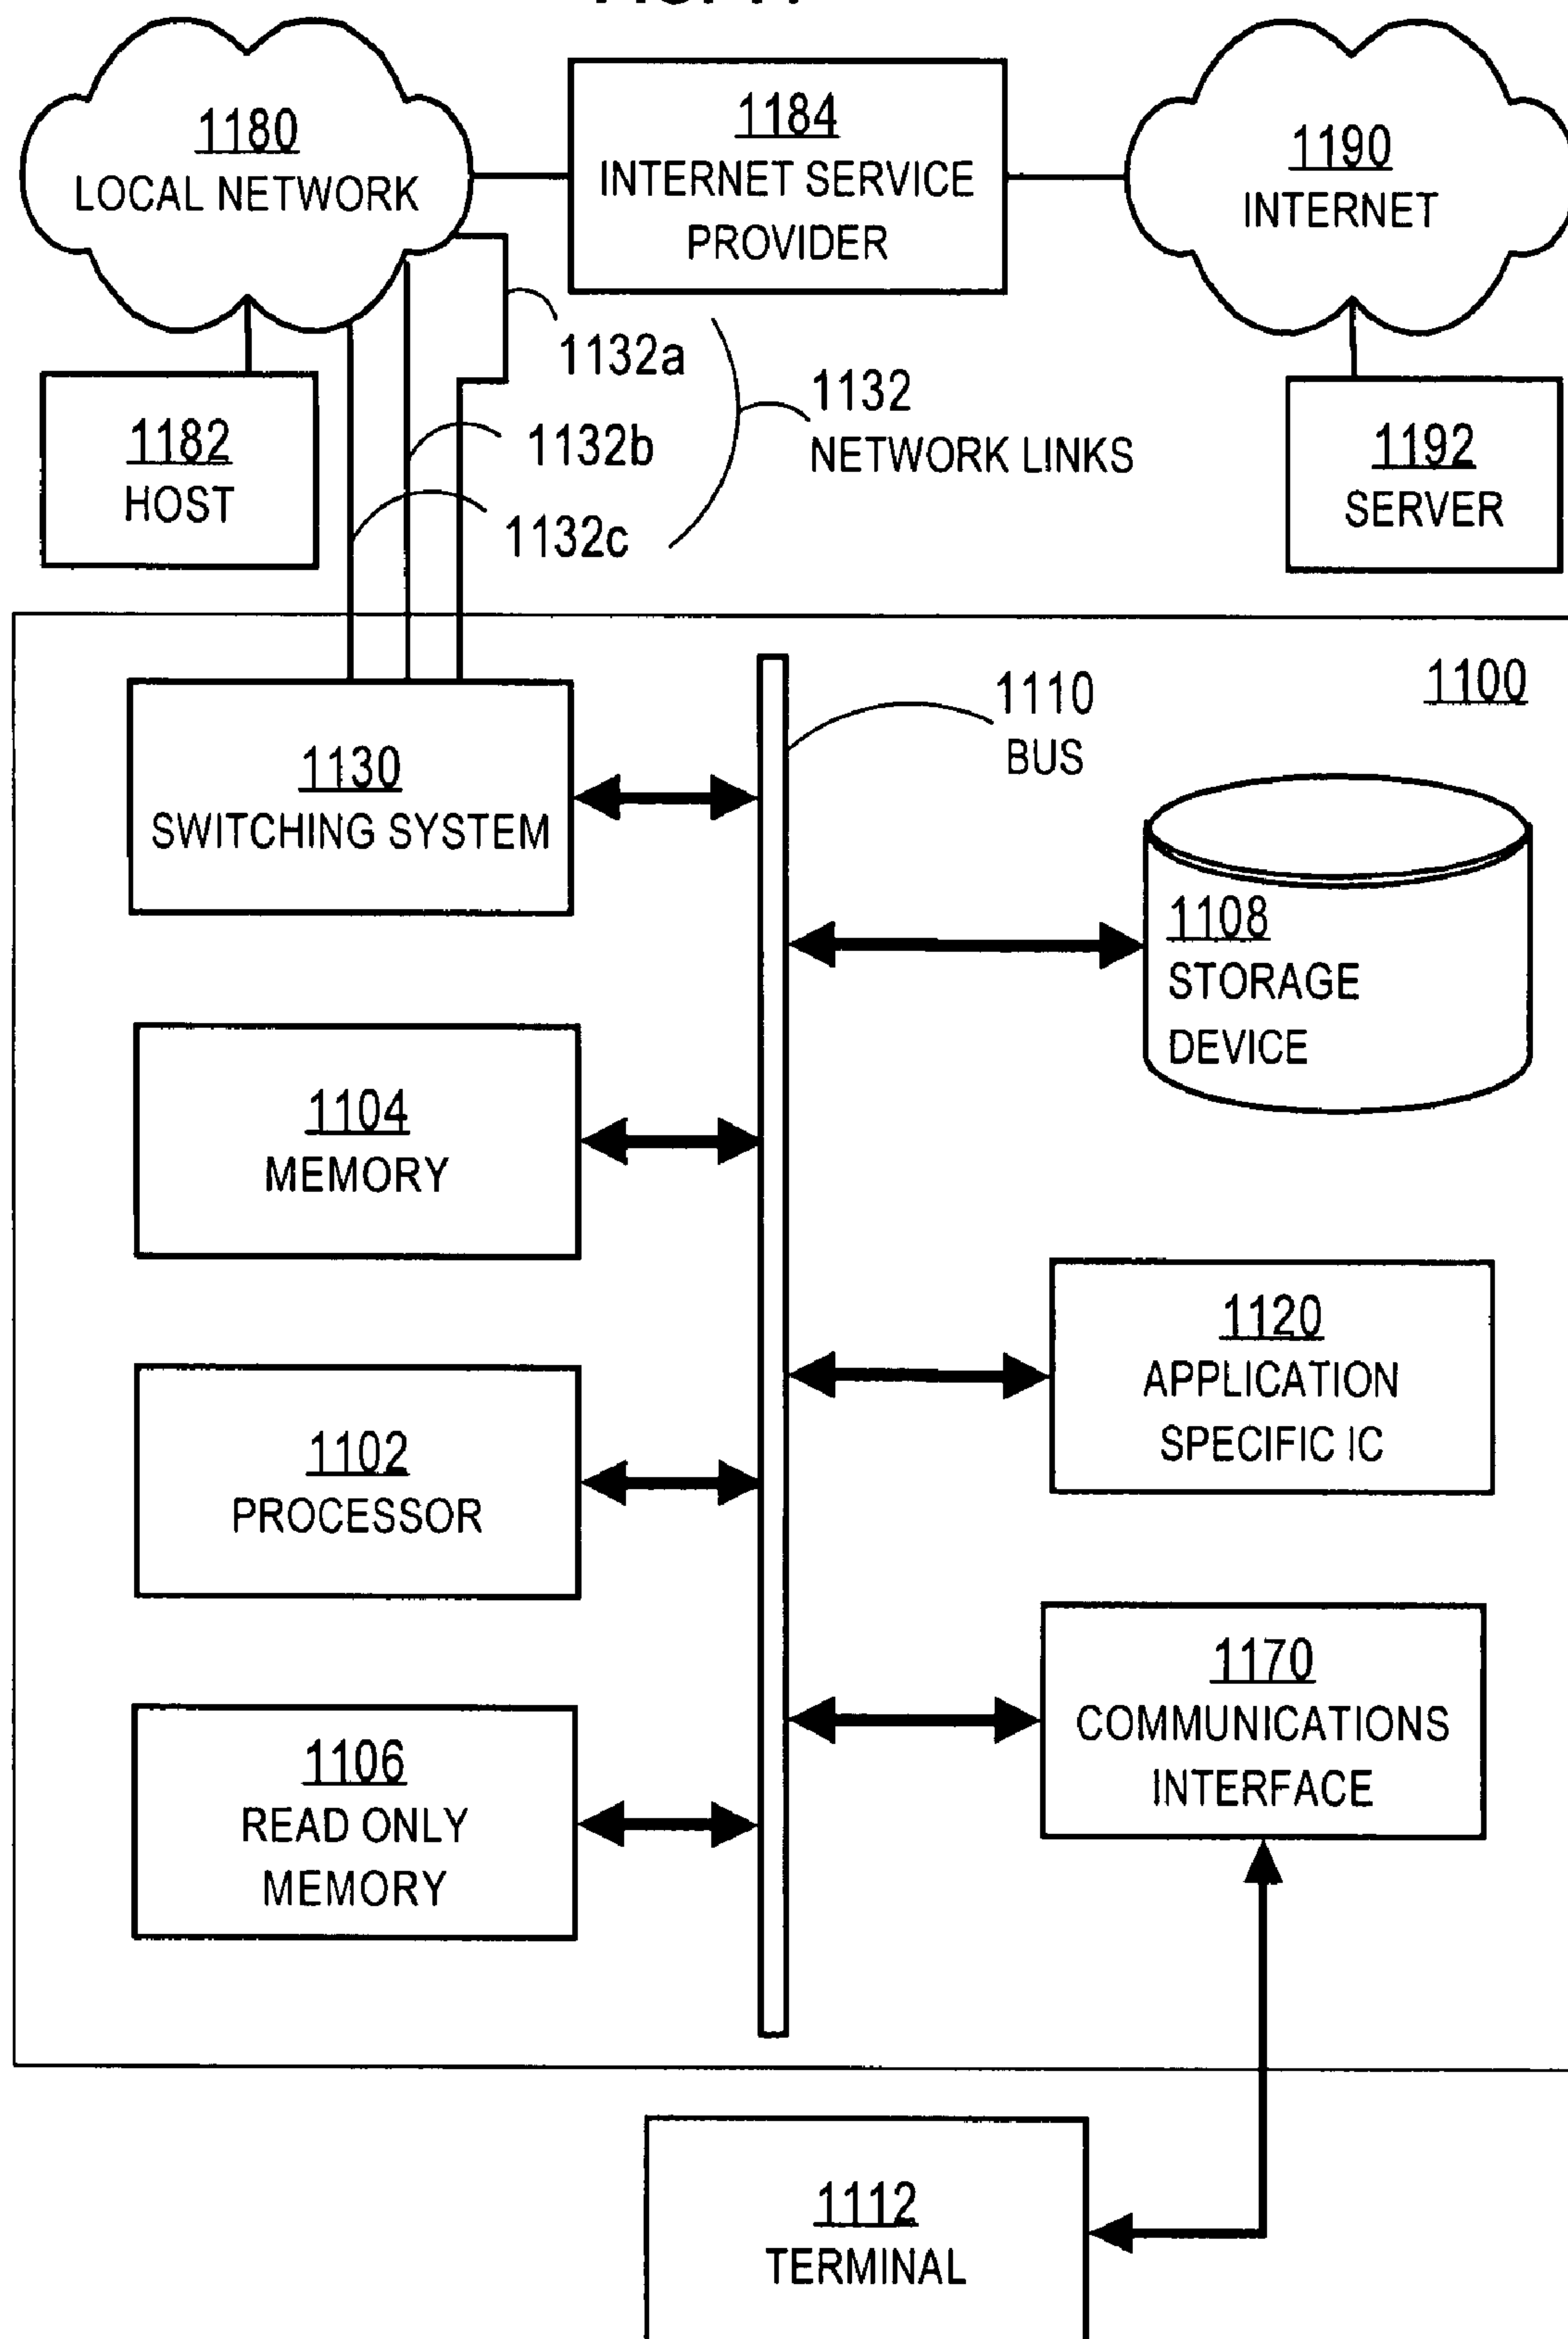 1180
LOCAL NETWORK
1184
INTERNET SERVICE
PROVIDER
1190
INTERNET
1132a
1132
NETWORK LINKS
1132b
1132c
1182
HOST
1192
SERVER
1100
1110
BUS
1130
SWITCHING SYSTEM
1108
STORAGE
DEVICE
1104
MEMORY
1120
APPLICATION
SPECIFIC IC
1102
PROCESSOR
1170
COMMUNICATIONS
INTERFACE
1106
READ ONLY
MEMORY
1112
TERMINAL